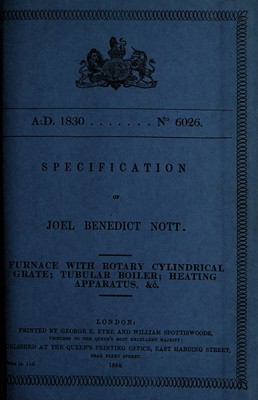 A.D. 1830 . . . . . . . Nº 6026.
SPECIFICATION
OF
JOEL BENEDICT NOTT.
FURNACE WITH ROTARY CYLINDRICAL
GRATE; TUBULAR BOILER; HEATING
APPARATUS, &c.
LONDON:
PRINTED BY GEORGE E. EYRE AND WILLIAM SPOTTISWOODE,
PRINTERS TO THE QUEEN'S MOST EXCELLENT MAJESTY:
PUBLISHED AT THE QUEEN'S PRINTING OFFICE, EAST HARDING STREET,
NEAR FLEET STREET.